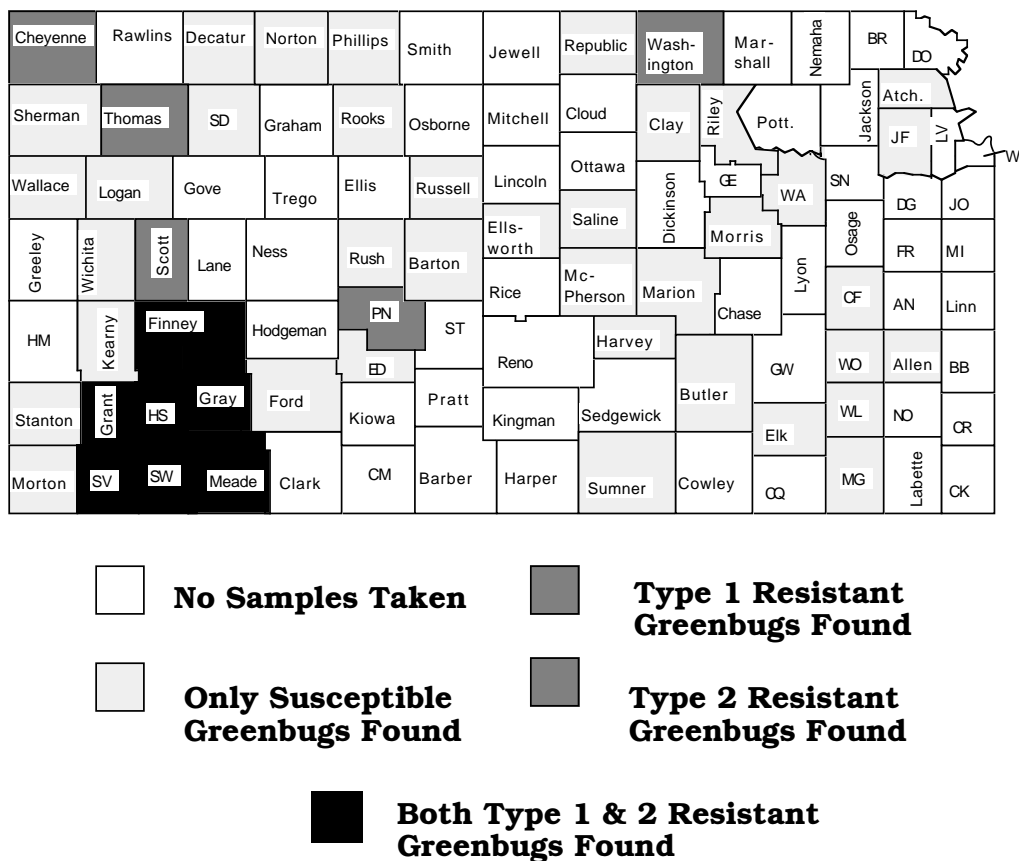 Cheyenne
Rawlins
Decatur
Norton
Phillips
Smith
Jewell
Republic
Wash-
ington
Mar-
shall
Nemaha
BR
DO
Sherman
Thomas
SD
Graham
Rooks
Osborne
Mitchell
Cloud
Clay
Riley
Pott.
Jackson
Atch.
JF
LV
W
Wallace
Logan
Gove
Trego
Ellis
Russell
Lincoln
Ottawa
Saline
Dickinson
GE
WA
SN
DG
JO
Greeley
Wichita
Scott
Lane
Ness
Rush
Barton
Ells-
worth
Rice
Mc-
Pherson
Marion
Morris
Chase
Lyon
Osage
FR
MI
HM
Kearny
Finney
Hodgeman
PN
ED
ST
Reno
Harvey
Butler
GW
CF
AN
Linn
WO
Allen
BB
Stanton
Grant
HS
Gray
Ford
Kiowa
Pratt
Kingman
Sedgewick
Elk
WL
NO
CR
Morton
SV
SW
Meade
Clark
CM
Barber
Harper
Sumner
Cowley
CQ
MG
Labette
CK
No Samples Taken
Type 1 Resistant
Greenbugs Found
Only Susceptible
Greenbugs Found
Type 2 Resistant
Greenbugs Found
Both Type 1 & 2 Resistant
Greenbugs Found